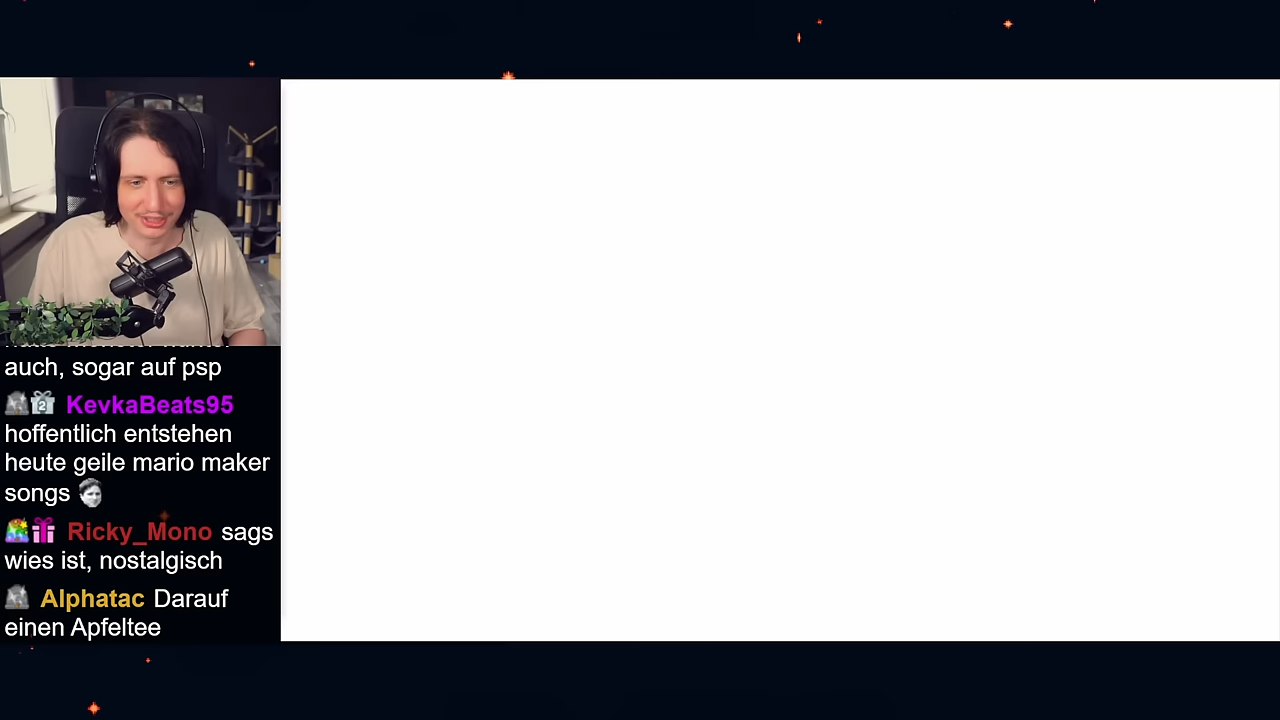 auch, sogar auf psp
KevkaBeats95
hoffentlich entstehen
heute geile mario maker
songs
Ricky_Mono sags
wies ist, nostalgisch
Alphatac Darauf
einen Apfeltee